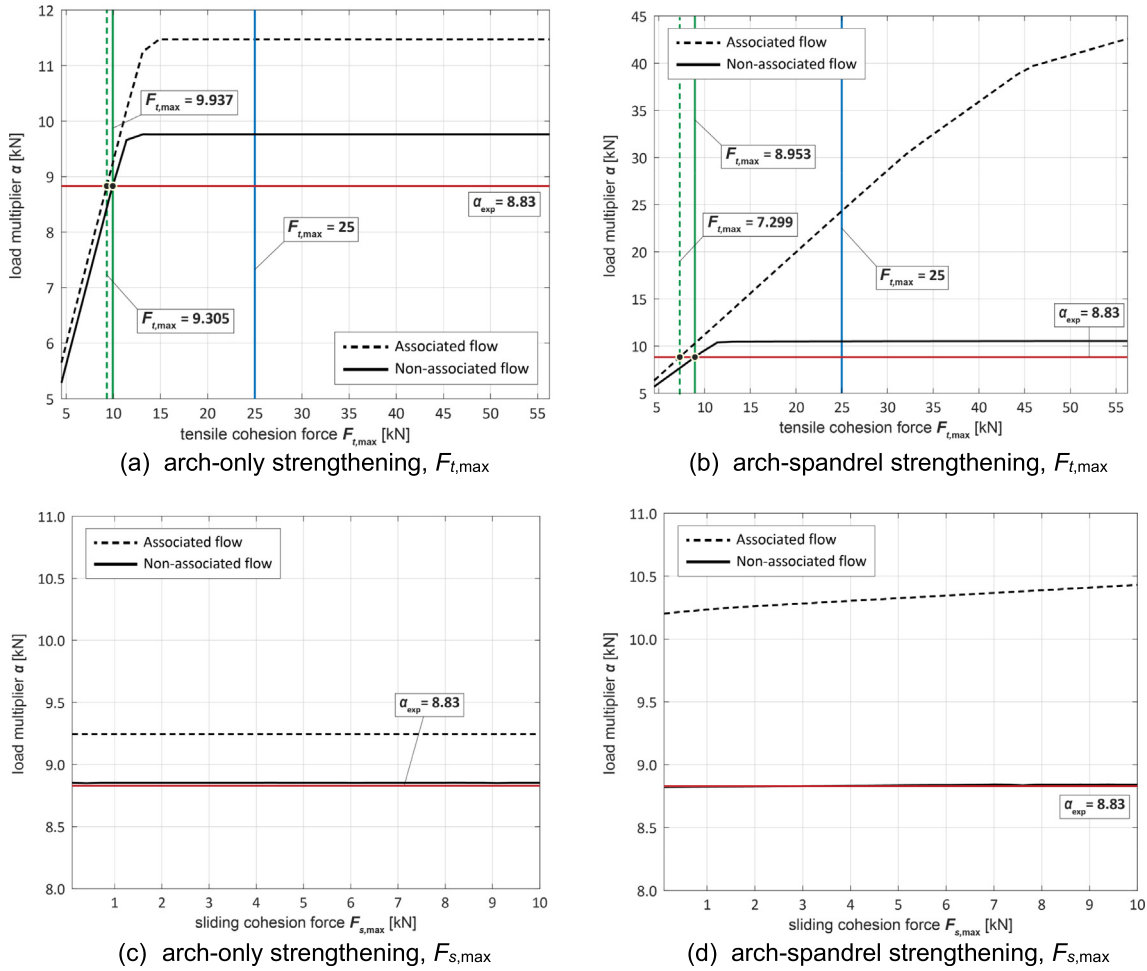 12
11
10
9
8
7
6
5
load multiplier α [kN]
F_t,max = 9.937
α_exp = 8.83
F_t,max = 25
F_t,max = 9.305
Associated flow
Non-associated flow
5 10 15 20 25 30 35 40 45 50 55
tensile cohesion force F_t,max [kN]
(a) arch-only strengthening, F_t,max
45
40
35
30
25
20
15
10
5
load multiplier α [kN]
Associated flow
Non-associated flow
F_t,max = 8.953
F_t,max = 7.299
F_t,max = 25
α_exp = 8.83
5 10 15 20 25 30 35 40 45 50 55
tensile cohesion force F_t,max [kN]
(b) arch-spandrel strengthening, F_t,max
11.0
10.5
10.0
9.5
9.0
8.5
8.0
load multiplier α [kN]
Associated flow
Non-associated flow
α_exp = 8.83
1 2 3 4 5 6 7 8 9 10
sliding cohesion force F_s,max [kN]
(c) arch-only strengthening, F_s,max
11.0
10.5
10.0
9.5
9.0
8.5
8.0
load multiplier α [kN]
Associated flow
Non-associated flow
α_exp = 8.83
1 2 3 4 5 6 7 8 9 10
sliding cohesion force F_s,max [kN]
(d) arch-spandrel strengthening, F_s,max